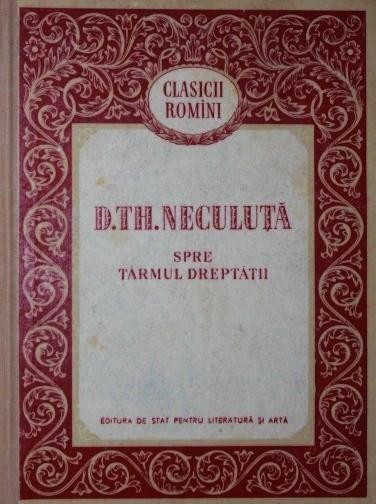 CLASICII
ROMÎNI
D.TH.NECULUȚĂ
SPRE
ȚĂRMUL DREPTĂȚII
EDITURA DE STAT PENTRU LITERATURĂ ȘI ARTĂ